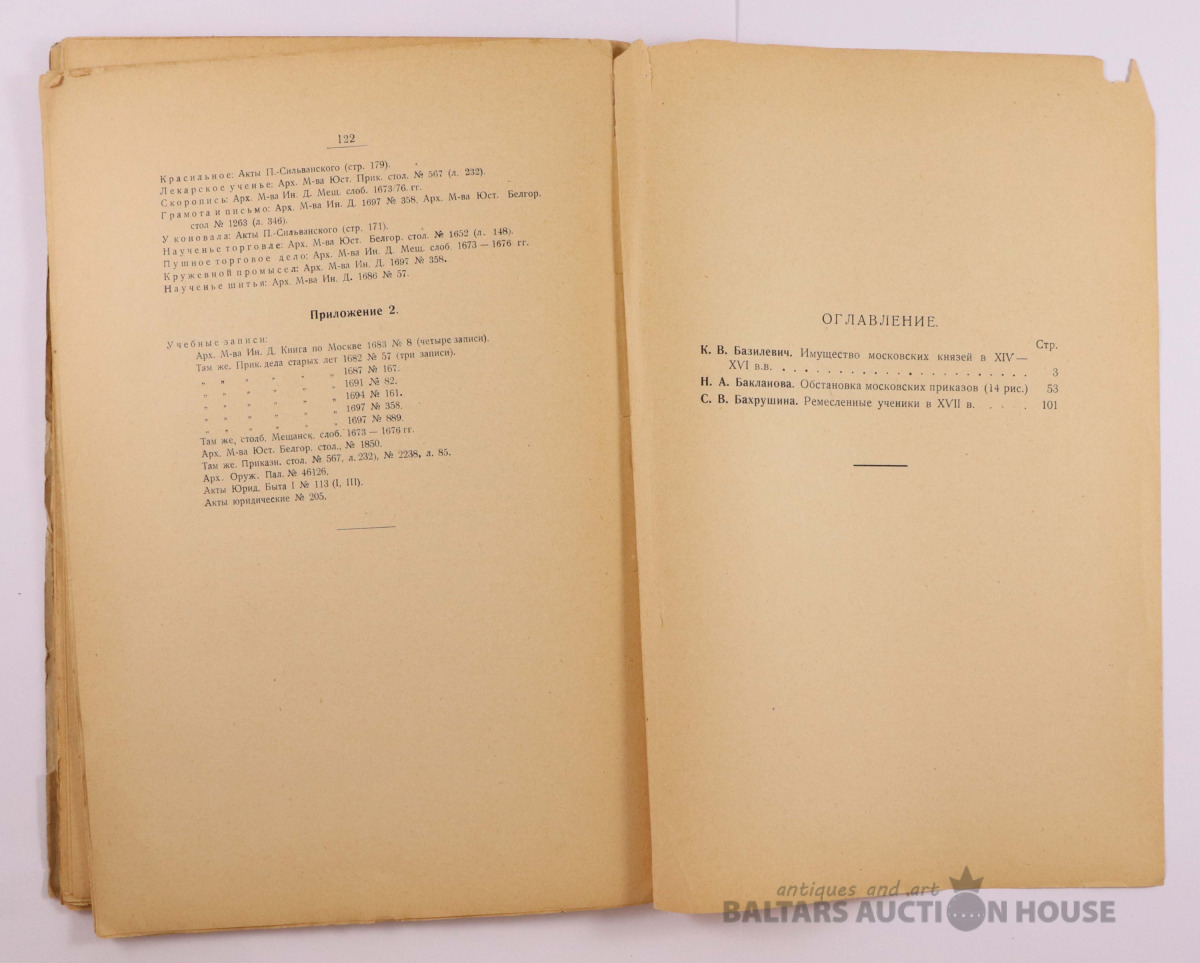 122
Красильное: Акты П.-Сильванского (стр. 179).
Лекарское ученье: Арх. М-ва Юст. Прик. стол. № 567 (л. 232).
Скоропись: Арх. М-ва Ин. Д. Мещ. слоб. 1673/76. гг.
Грамота и письмо: Арх. М-ва Ин. Д. 1697 № 358. Арх. М-ва Юст. Белгор.
стол № 1263 (л. 346).
У коновала: Акты П.-Сильванского (стр. 171).
Наученье торговле: Арх. М-ва Юст. Белгор. стол. № 1652 (л. 148).
Пушное торговое дело: Арх. М-ва Ин. Д. Мещ. слоб. 1673 — 1676 гг.
Кружевной промысел: Арх. М-ва Ин. Д. 1697 № 358.
Наученье шитья: Арх. М-ва Ин. Д. 1686 № 57.
Приложение 2.
Учебные записи:
Арх. М-ва Ин. Д. Книга по Москве 1683 № 8 (четыре записи).
Там же. Прик. дела старых лет 1682 № 57 (три записи).
„ „ „ „ „ „ 1687 № 167.
„ „ „ „ „ „ 1691 № 82.
„ „ „ „ „ „ 1694 № 161.
„ „ „ „ „ „ 1697 № 358.
„ „ „ „ „ „ 1697 № 889.
Там же, столб. Мещанск. слоб. 1673 — 1676 гг.
Арх. М-ва Юст. Белгор. стол., № 1850.
Там же. Приказн. стол. № 567, л. 232), № 2238, л. 85.
Арх. Оруж. Пал. № 46126.
Акты Юрид. Быта I № 113 (I, III).
Акты юридические № 205.
ОГЛАВЛЕНИЕ.
Стр.
К. В. Базилевич. Имущество московских князей в XIV —
XVI в.в. . . . . . . . . . . . . . . . . . 3
Н. А. Бакланова. Обстановка московских приказов (14 рис.) 53
С. В. Бахрушина. Ремесленные ученики в XVII в. . . . . 101
antiques and art
BALTARS AUCTION HOUSE